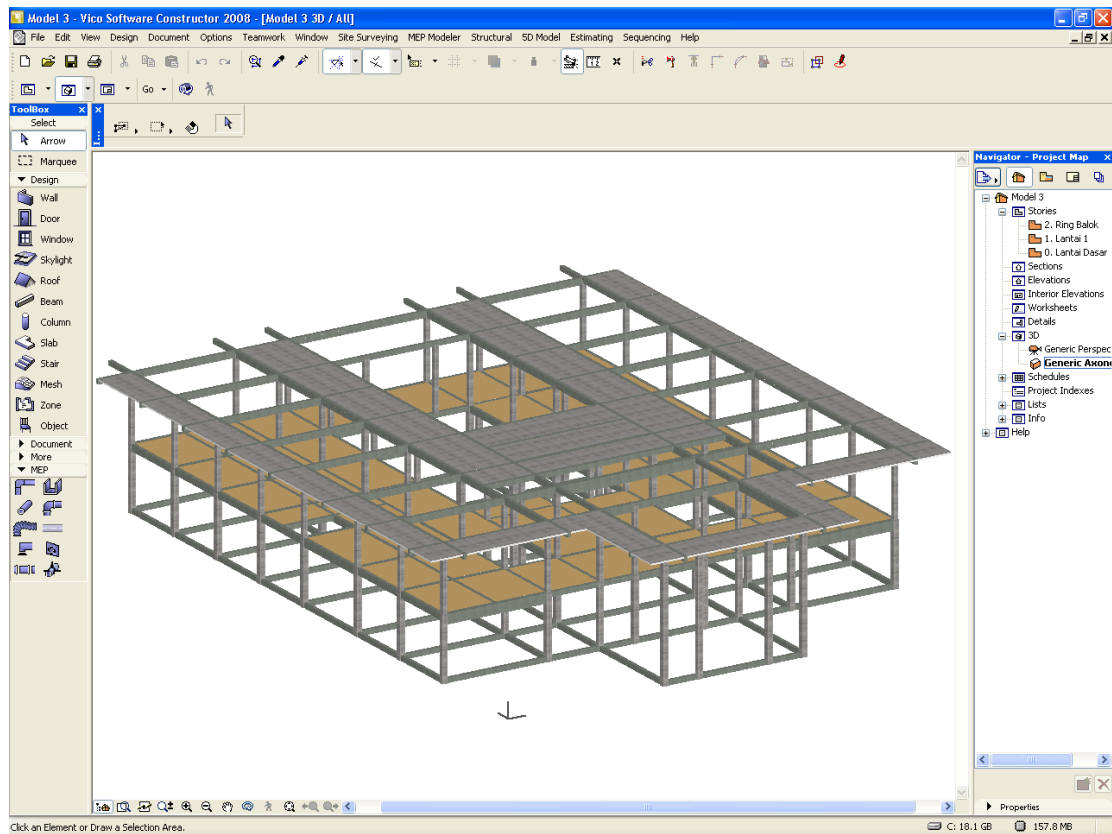 Model 3 - Vico Software Constructor 2008 - [Model 3 3D / All]
File Edit View Design Document Options Teamwork Window Site Surveying MEP Modeler Structural 5D Model Estimating Sequencing Help
Go
ToolBox
Select
Arrow
Marquee
Design
Wall
Door
Window
Skylight
Roof
Beam
Column
Slab
Stair
Mesh
Zone
Object
Document
More
MEP
Navigator - Project Map
Model 3
Stories
2. Ring Balok
1. Lantai 1
0. Lantai Dasar
Sections
Elevations
Interior Elevations
Worksheets
Details
3D
Generic Perspec
Generic Axon
Schedules
Project Indexes
Lists
Info
Help
Properties
Click an Element or Draw a Selection Area.
C: 18.1 GB 157.8 MB